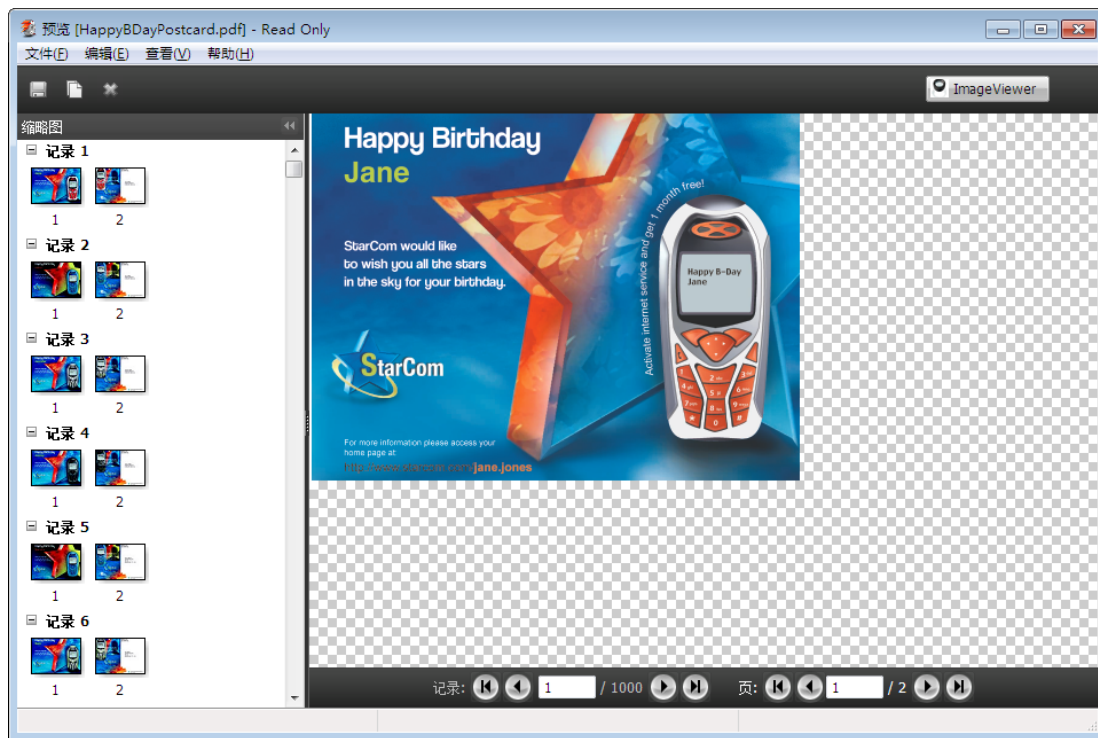 预览 [HappyBDayPostcard.pdf] - Read Only
文件(F) 编辑(E) 查看(V) 帮助(H)
ImageViewer
缩略图
记录 1
1 2
记录 2
1 2
记录 3
1 2
记录 4
1 2
记录 5
1 2
记录 6
1 2
Happy Birthday
Jane
StarCom would like
to wish you all the stars
in the sky for your birthday.
Activate internet service and get 1 month free!
Happy B-Day
Jane
StarCom
For more information please access your
home page at:
jane.jones
记录: 1 / 1000 页: 1 / 2